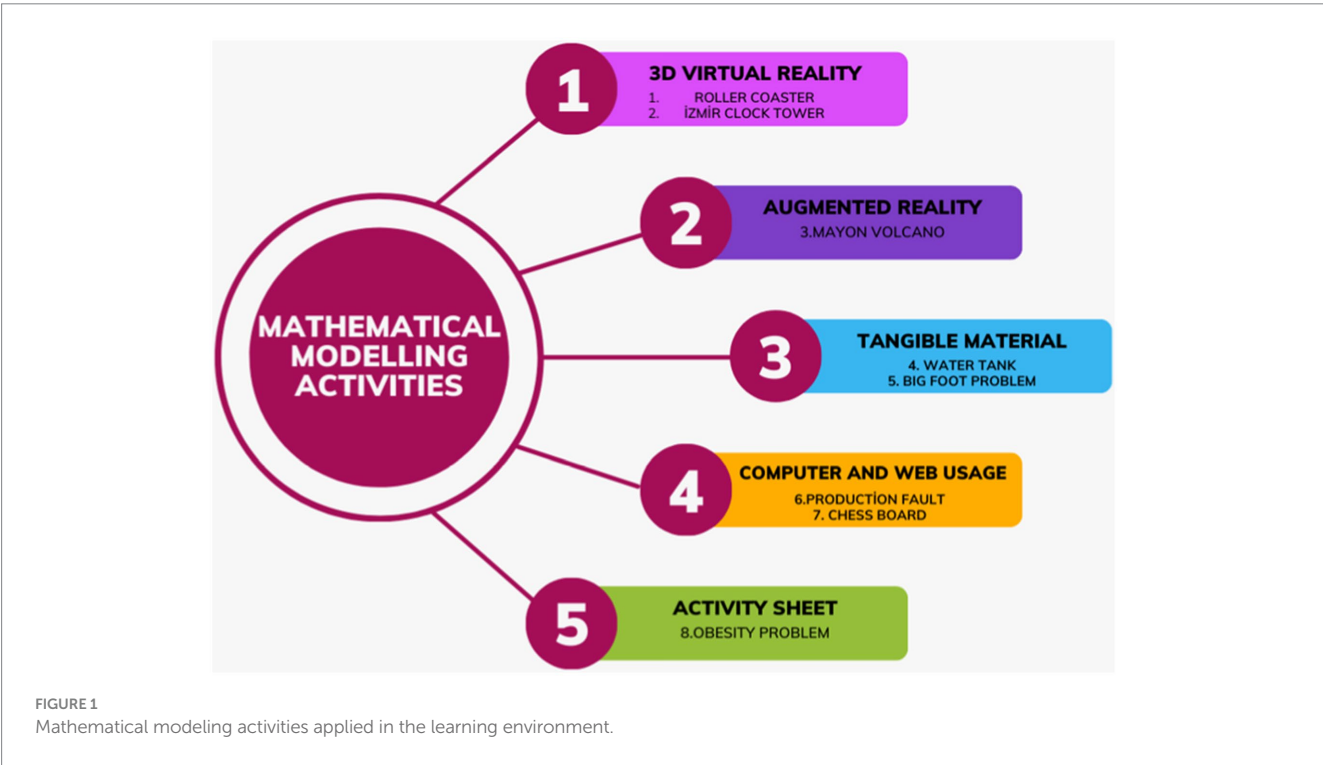 MATHEMATICAL
MODELLING
ACTIVITIES
1
3D VIRTUAL REALITY
1. ROLLER COASTER
2. İZMİR CLOCK TOWER
2
AUGMENTED REALITY
3.MAYON VOLCANO
3
TANGIBLE MATERIAL
4. WATER TANK
5. BIG FOOT PROBLEM
4
COMPUTER AND WEB USAGE
6.PRODUCTİON FAULT
7. CHESS BOARD
5
ACTIVITY SHEET
8.OBESITY PROBLEM
FIGURE 1
Mathematical modeling activities applied in the learning environment.